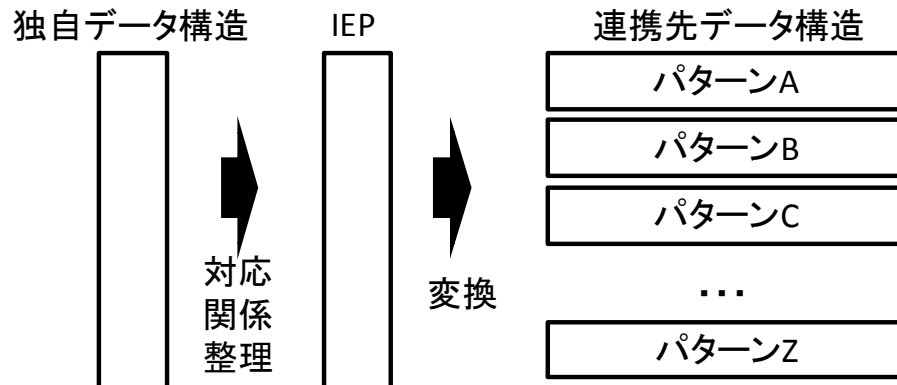 独自データ構造
IEP
連携先データ構造
パターンA
パターンB
パターンC
対応
関係
整理
変換
...
パターンZ